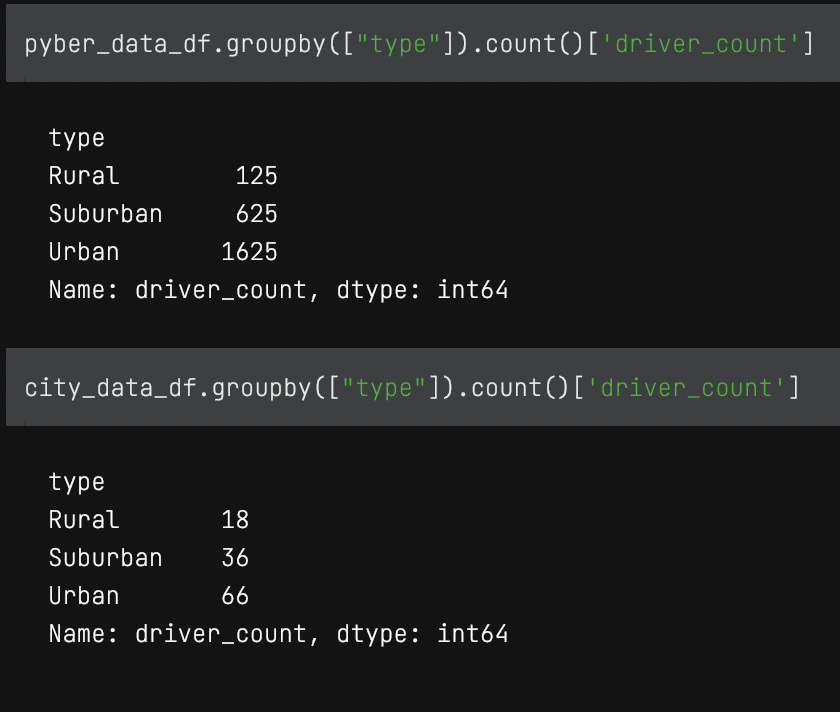 pyber_data_df.groupby(["type"]).count()['driver_count']
type
Rural 125
Suburban 625
Urban 1625
Name: driver_count, dtype: int64
city_data_df.groupby(["type"]).count()['driver_count']
type
Rural 18
Suburban 36
Urban 66
Name: driver_count, dtype: int64